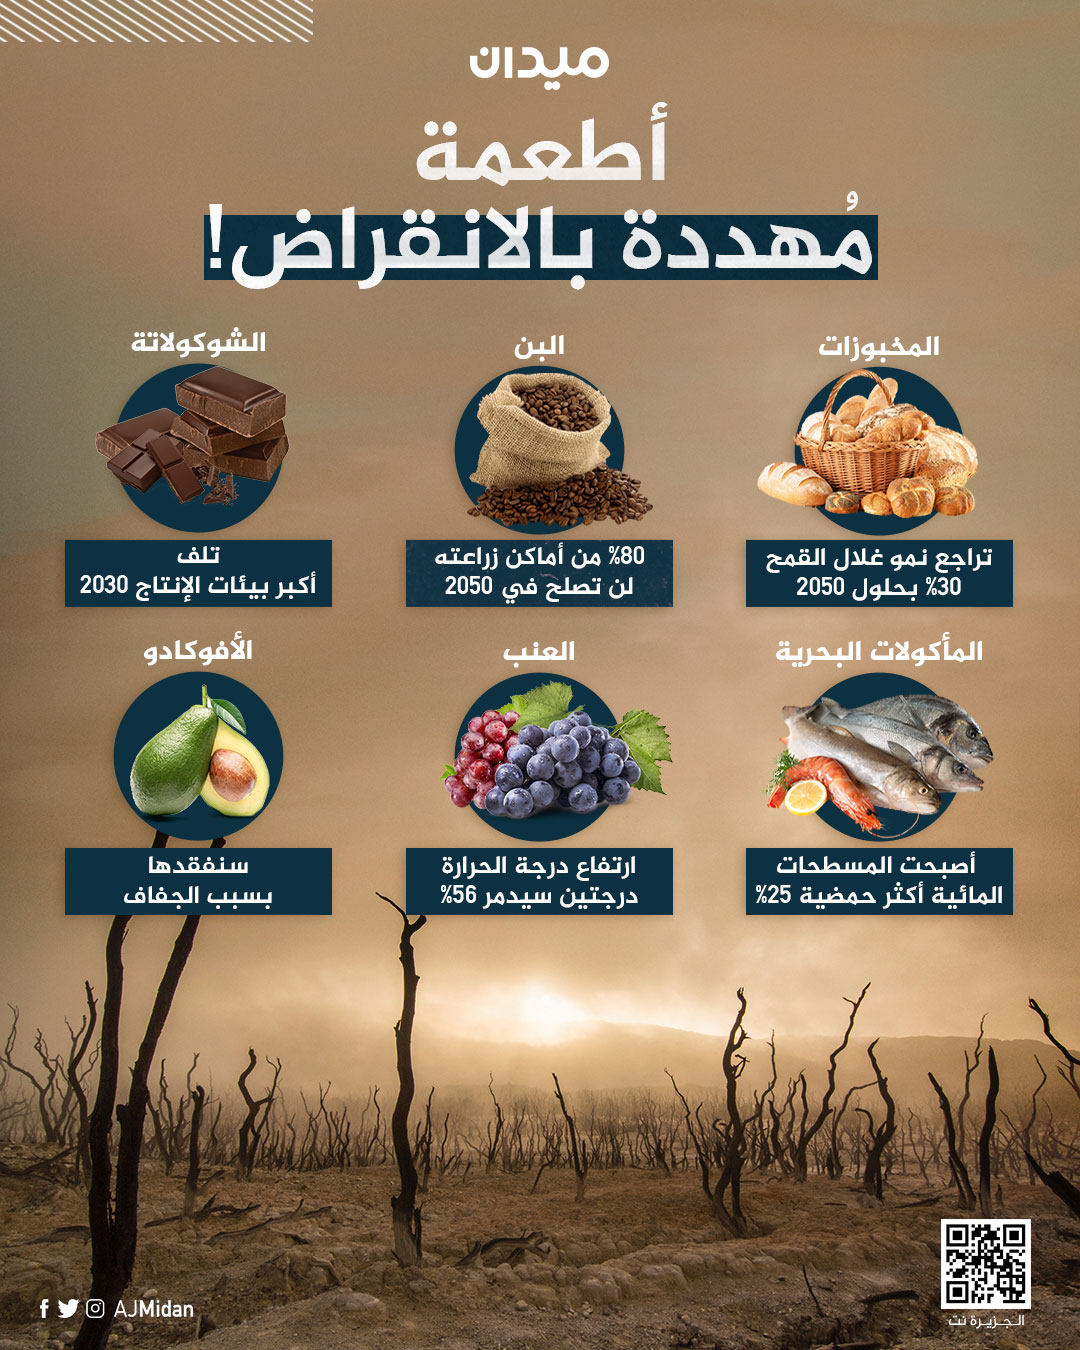 ميدان
أطعمة
مُهددة بالانقراض!
المخبوزات
تراجع نمو غلال القمح
30% بحلول 2050
البن
80% من أماكن زراعته
لن تصلح في 2050
الشوكولاتة
تلف
أكبر بيئات الإنتاج 2030
المأكولات البحرية
أصبحت المسطحات
المائية أكثر حمضية 25%
العنب
ارتفاع درجة الحرارة
درجتين سيدمر 56%
الأفوكادو
سنفقدها
بسبب الجفاف
AJMidan
الجزيرة نت